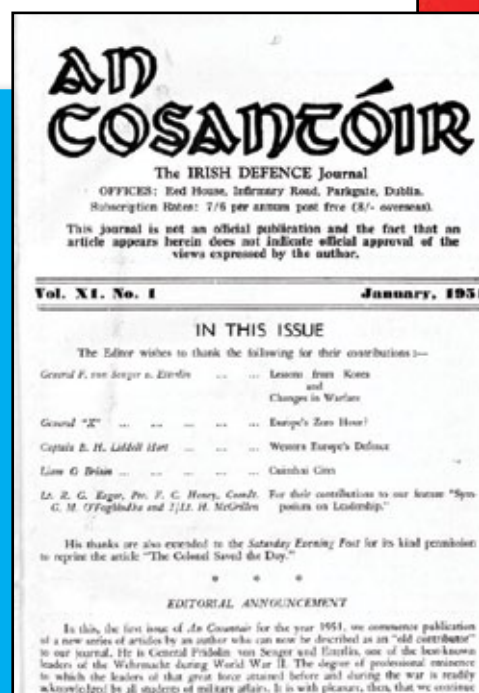 AN
COSANTÓIR
The IRISH DEFENCE Journal
OFFICES: Red House, Infirmary Road, Parkgate, Dublin.
Subscription Rates: 7/6 per annum post free (8/- overseas).
This journal is not an official publication and the fact that an
article appears herein does not indicate official approval of the
views expressed by the author.
Vol. XI. No. 1 January, 1951
IN THIS ISSUE
The Editor wishes to thank the following for their contributions :—
General F. von Senger u. Etterlin ... ... Lessons from Korea
and
Changes in Warfare
General "X" ... ... ... ... ... Europe's Zero Hour?
Captain B. H. Liddell Hart ... ... ... Western Europe's Defence
Liam O Briain ... ... ... ... ...
Lt. R. G. Eager, Pte. F. C. Honey, Comdt. For their contributions to our feature "Sym-
G. M. O'Foghludha and 2/Lt. H. McGrillen posium on Leadership."
His thanks are also extended to the Saturday Evening Post for its kind permission
to reprint the article "The Colonel Saved the Day."
* * *
EDITORIAL ANNOUNCEMENT
In this, the first issue of An Cosantoir for the year 1951, we commence publication
of a new series of articles by an author who can now be described as an "old contributor"
to our journal. He is General Fridolin von Senger und Etterlin, one of the best-known
leaders of the Wehrmacht during World War II. The degree of professional eminence
to which the leaders of that great force attained before and during the war is readily
acknowledged by all students of military affairs. It is with pleasure, then, that we continue